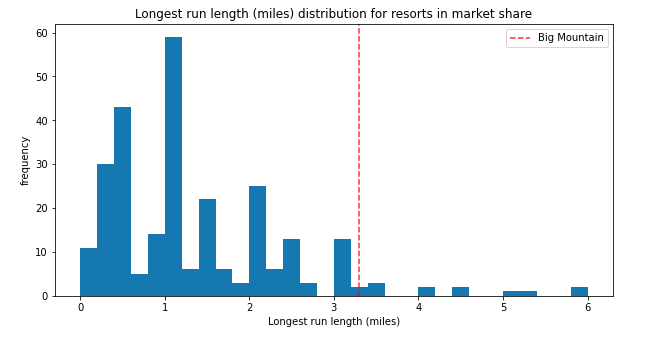 Longest run length (miles) distribution for resorts in market share
Big Mountain
frequency
60
50
40
30
20
10
0
0 1 2 3 4 5 6
Longest run length (miles)